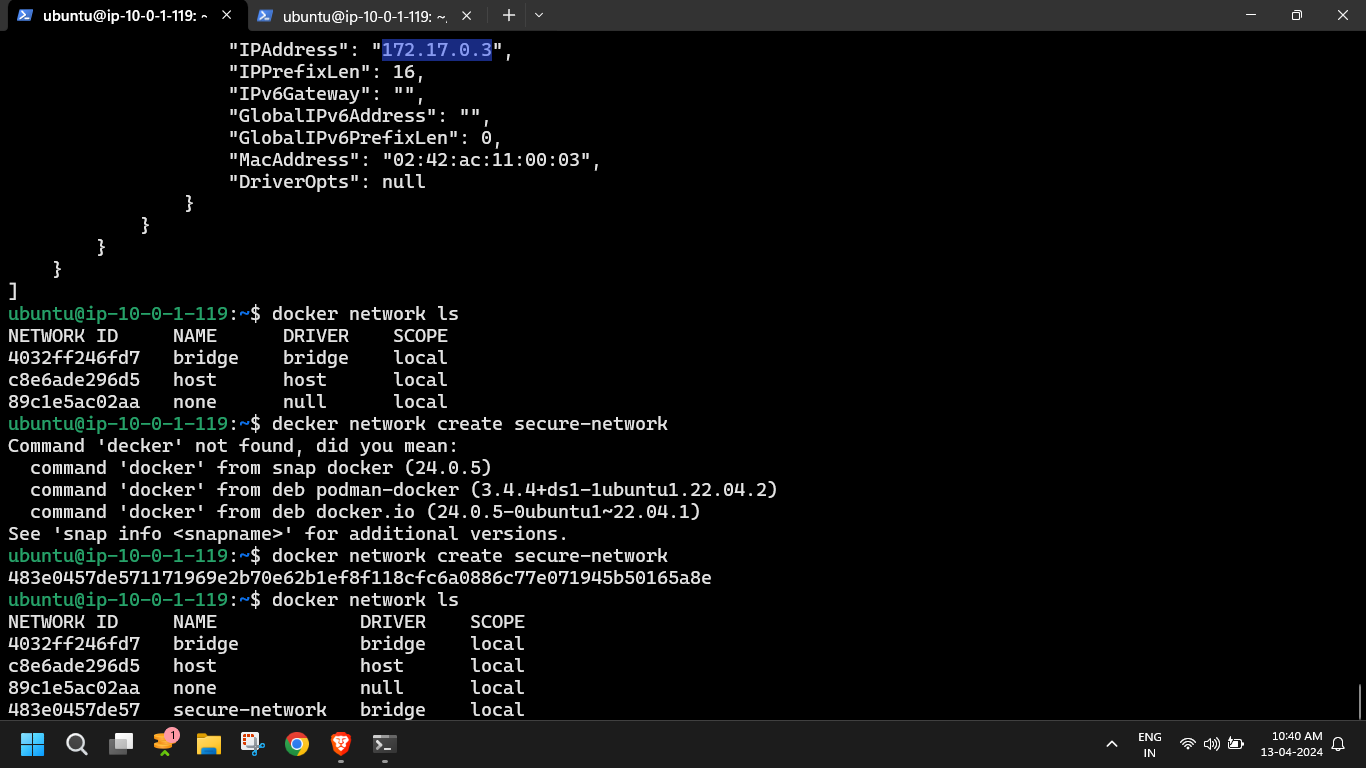 ubuntu@ip-10-0-1-119: ~
ubuntu@ip-10-0-1-119: ~
"IPAddress": "172.17.0.3",
"IPPrefixLen": 16,
"IPv6Gateway": "",
"GlobalIPv6Address": "",
"GlobalIPv6PrefixLen": 0,
"MacAddress": "02:42:ac:11:00:03",
"DriverOpts": null
}
}
}
}
]
ubuntu@ip-10-0-1-119:~$ docker network ls
NETWORK ID NAME DRIVER SCOPE
4032ff246fd7 bridge bridge local
c8e6ade296d5 host host local
89c1e5ac02aa none null local
ubuntu@ip-10-0-1-119:~$ decker network create secure-network
Command 'decker' not found, did you mean:
command 'docker' from snap docker (24.0.5)
command 'docker' from deb podman-docker (3.4.4+ds1-1ubuntu1.22.04.2)
command 'docker' from deb docker.io (24.0.5-0ubuntu1~22.04.1)
See 'snap info <snapname>' for additional versions.
ubuntu@ip-10-0-1-119:~$ docker network create secure-network
483e0457de571171969e2b70e62b1ef8f118cfc6a0886c77e071945b50165a8e
ubuntu@ip-10-0-1-119:~$ docker network ls
NETWORK ID NAME DRIVER SCOPE
4032ff246fd7 bridge bridge local
c8e6ade296d5 host host local
89c1e5ac02aa none null local
483e0457de57 secure-network bridge local
1
ENG
IN
10:40 AM
13-04-2024